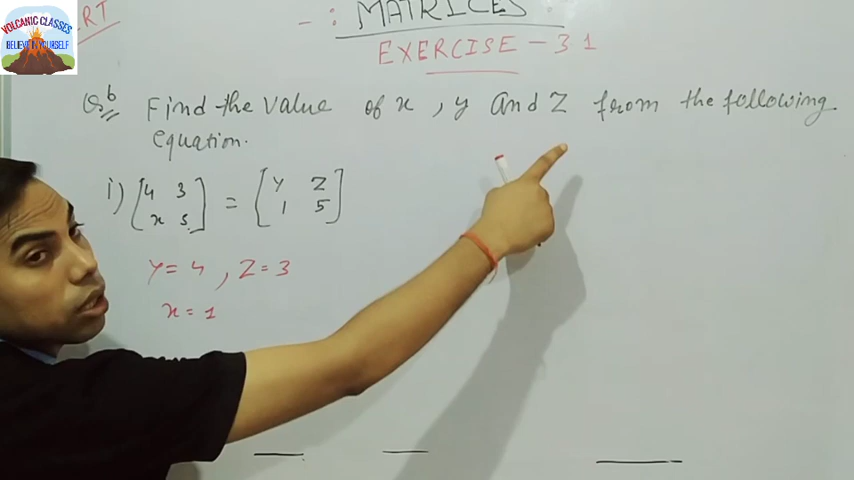 VOLCANIC CLASSES
BELIEVE IN YOURSELF
RT
-: MATRICES :
EXERCISE - 3 1
Qs 6 Find the value of x, y and z from the following
equation.
i) [4 3] = [y z]
[x 5] [1 5]
y = 4, z = 3
x = 1